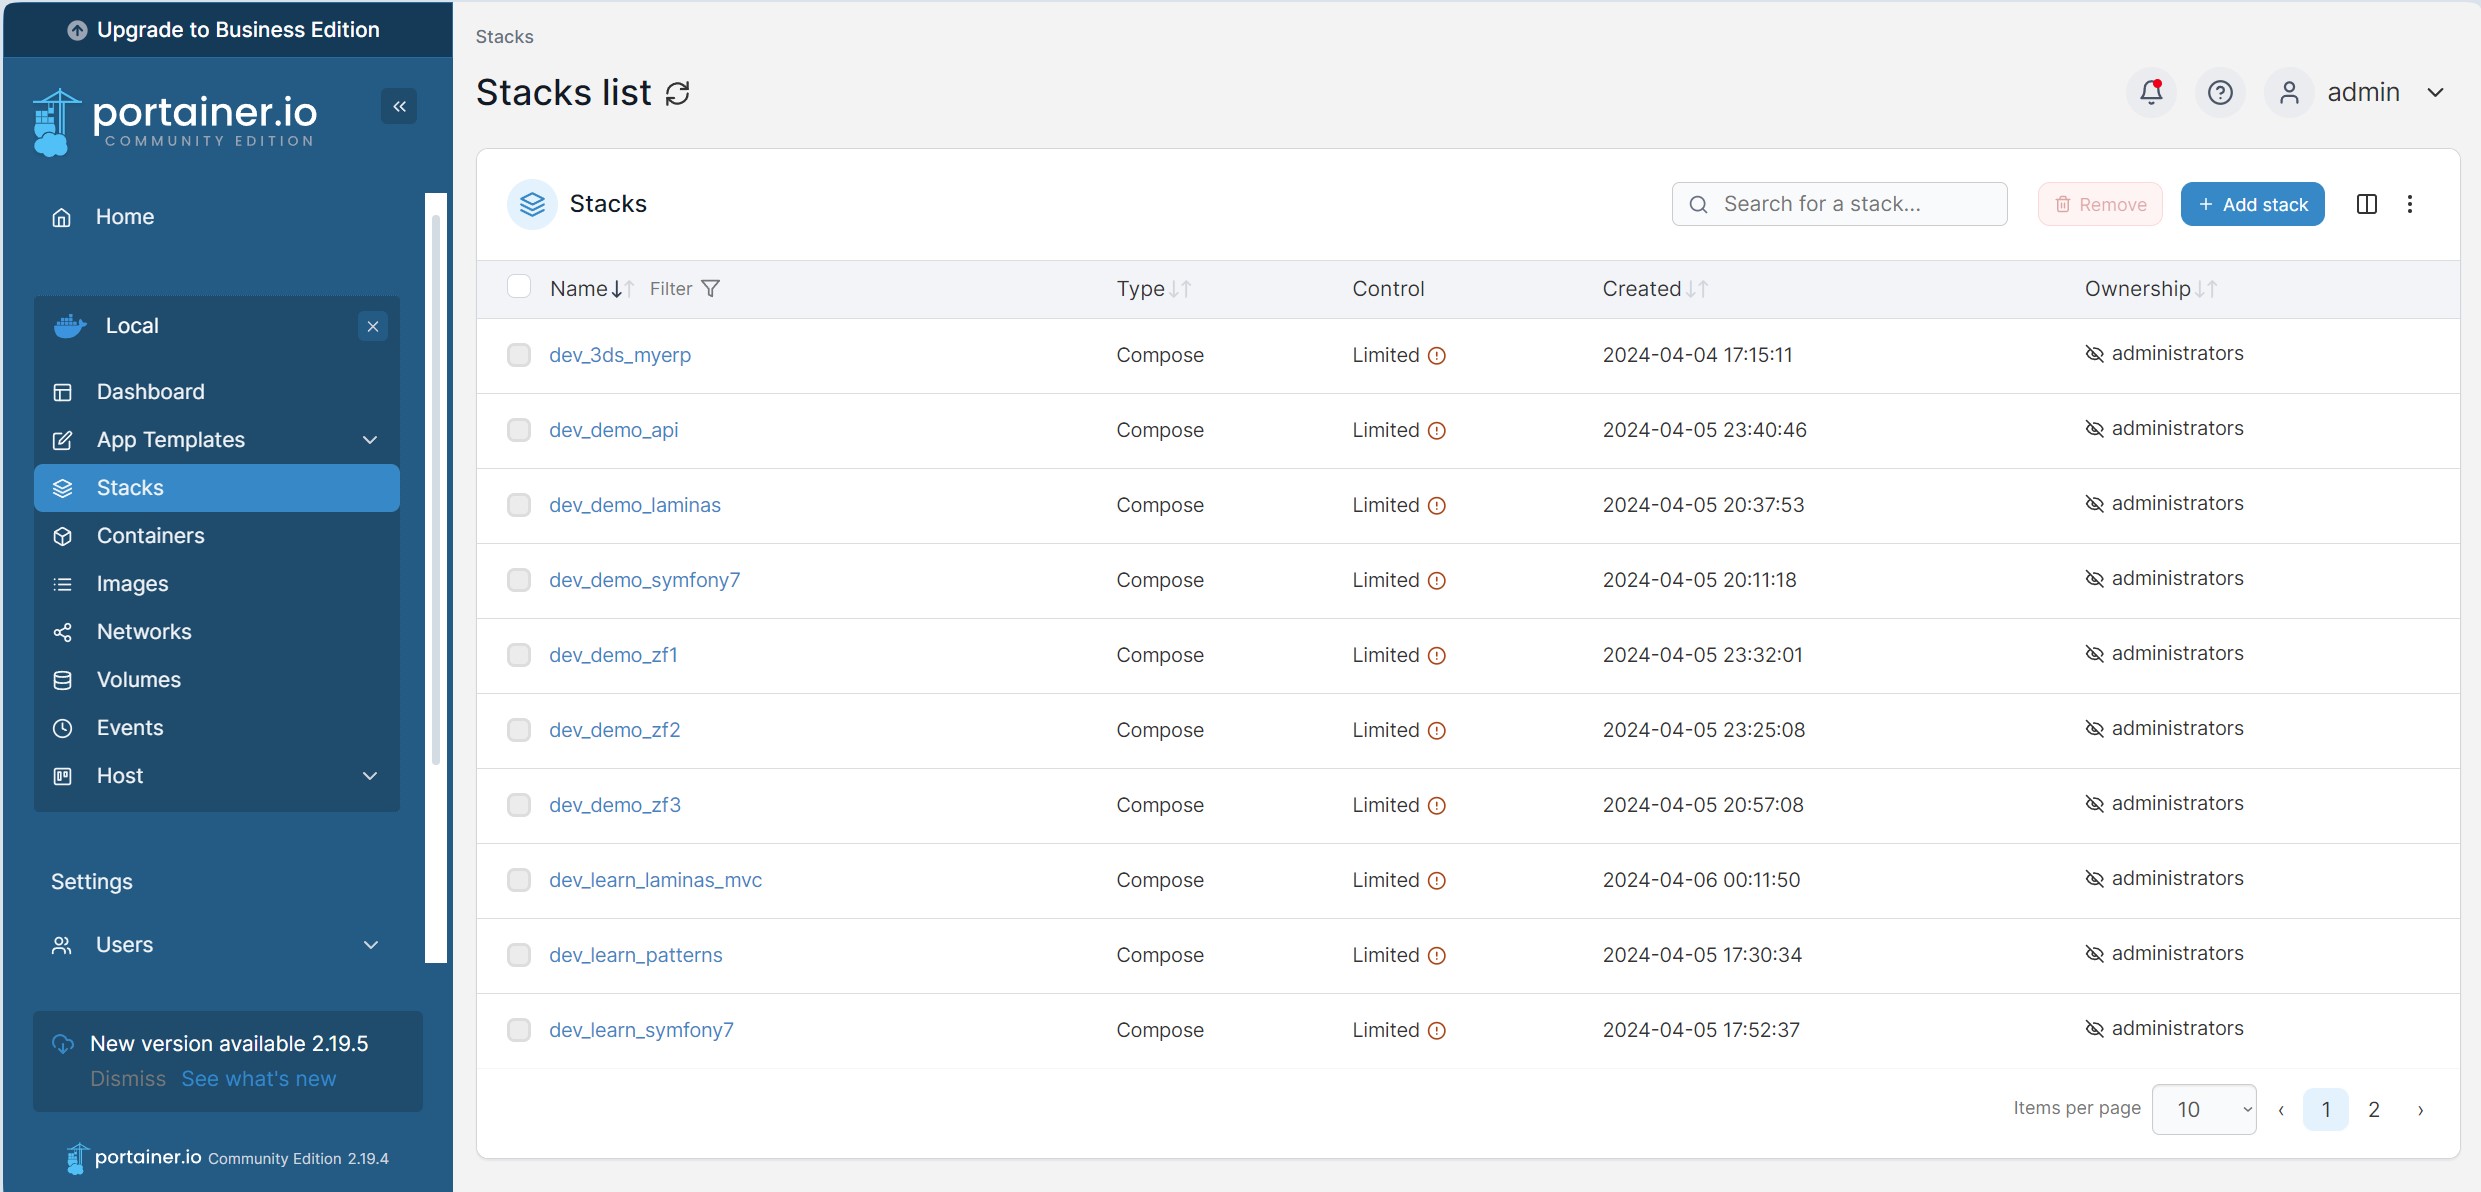 Upgrade to Business Edition
portainer.io
COMMUNITY EDITION
Home
Local
Dashboard
App Templates
Stacks
Containers
Images
Networks
Volumes
Events
Host
Settings
Users
New version available 2.19.5
Dismiss See what's new
portainer.io Community Edition 2.19.4
Stacks
Stacks list
admin
Stacks
Search for a stack...
Remove
Add stack
Name Filter Type Control Created Ownership
dev_3ds_myerp Compose Limited 2024-04-04 17:15:11 administrators
dev_demo_api Compose Limited 2024-04-05 23:40:46 administrators
dev_demo_laminas Compose Limited 2024-04-05 20:37:53 administrators
dev_demo_symfony7 Compose Limited 2024-04-05 20:11:18 administrators
dev_demo_zf1 Compose Limited 2024-04-05 23:32:01 administrators
dev_demo_zf2 Compose Limited 2024-04-05 23:25:08 administrators
dev_demo_zf3 Compose Limited 2024-04-05 20:57:08 administrators
dev_learn_laminas_mvc Compose Limited 2024-04-06 00:11:50 administrators
dev_learn_patterns Compose Limited 2024-04-05 17:30:34 administrators
dev_learn_symfony7 Compose Limited 2024-04-05 17:52:37 administrators
Items per page 10 ‹ 1 2 ›